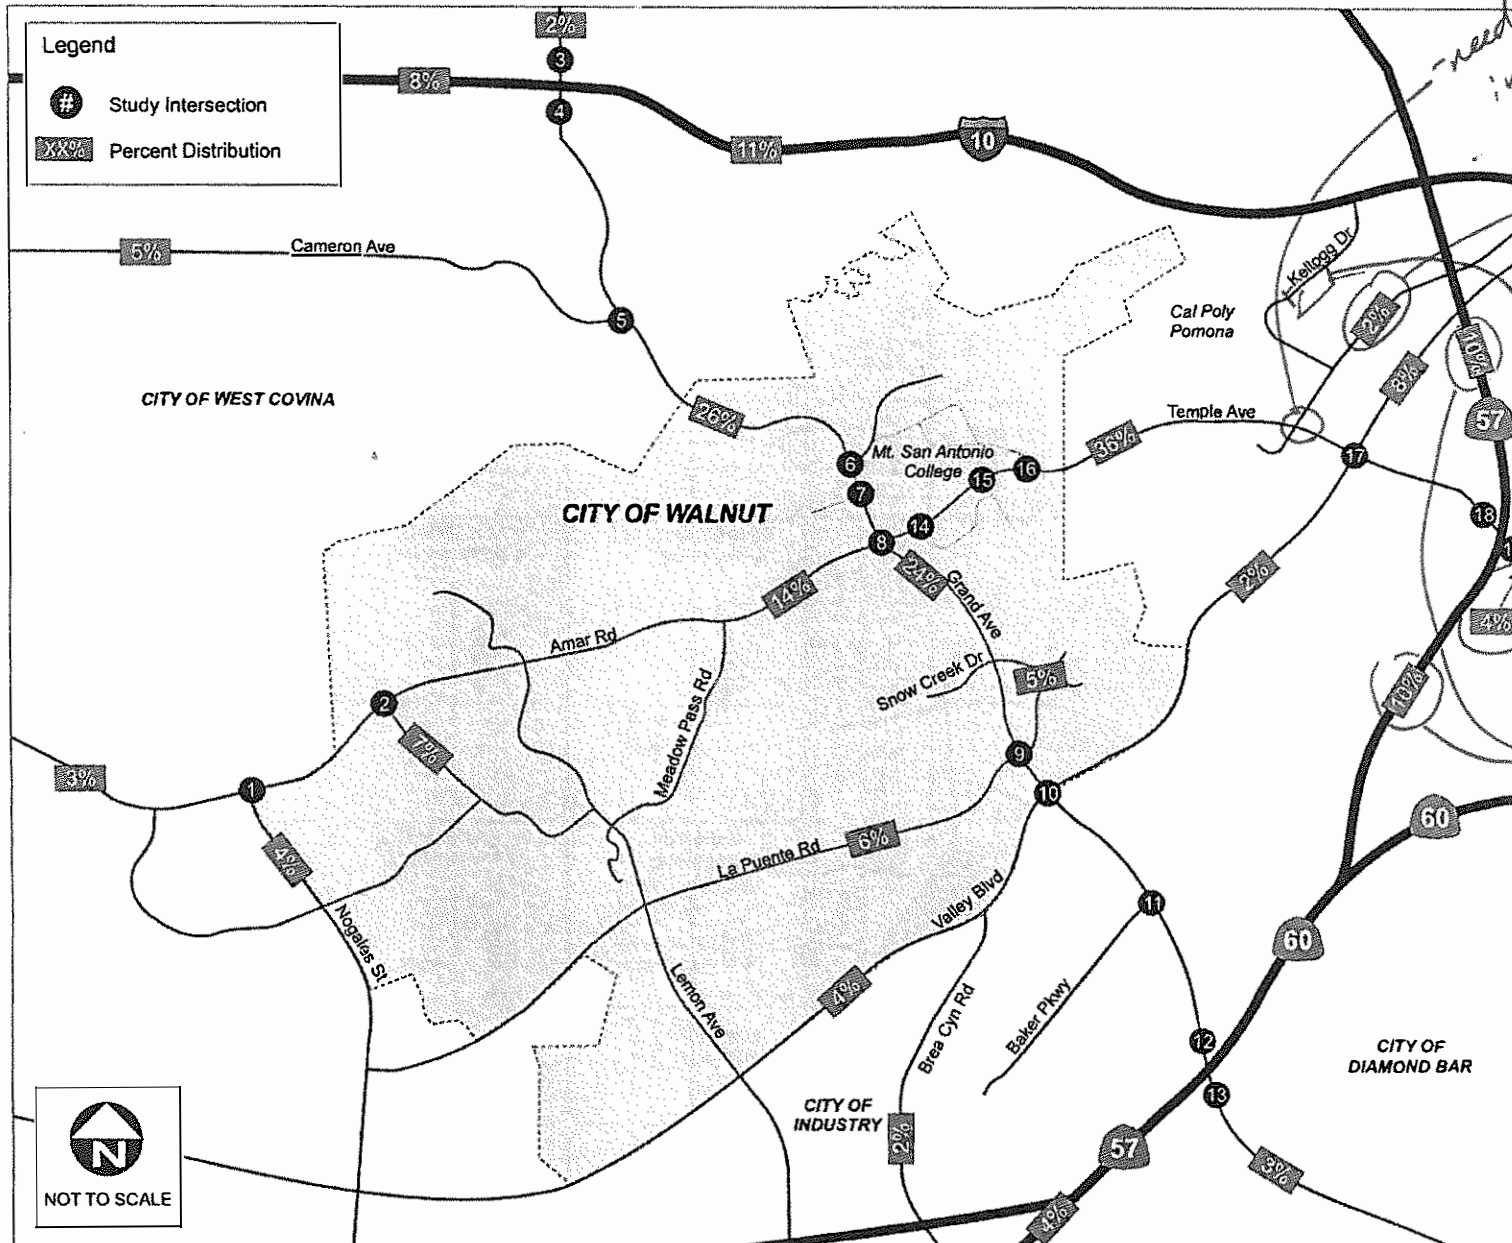 Legend
# Study Intersection
XX% Percent Distribution
2%
3
8%
4
11%
10
5%
Cameron Ave
Kellogg Dr
Cal Poly
Pomona
2%
10%
8%
5
CITY OF WEST COVINA
26%
Temple Ave
57
36%
6
Mt. San Antonio
College
15
16
17
7
CITY OF WALNUT
14
18
8
24%
Grand Ave
14%
2%
4%
Amar Rd
Snow Creek Dr
5%
10%
2
Meadow Pass Rd
7%
9
3%
1
10
60
4%
La Puente Rd
6%
Valley Blvd
11
Nogales St
60
Lemon Ave
4%
Brea Cyn Rd
Baker Pkwy
12
CITY OF
DIAMOND BAR
13
CITY OF
INDUSTRY
2%
57
3%
N
NOT TO SCALE
4%
need